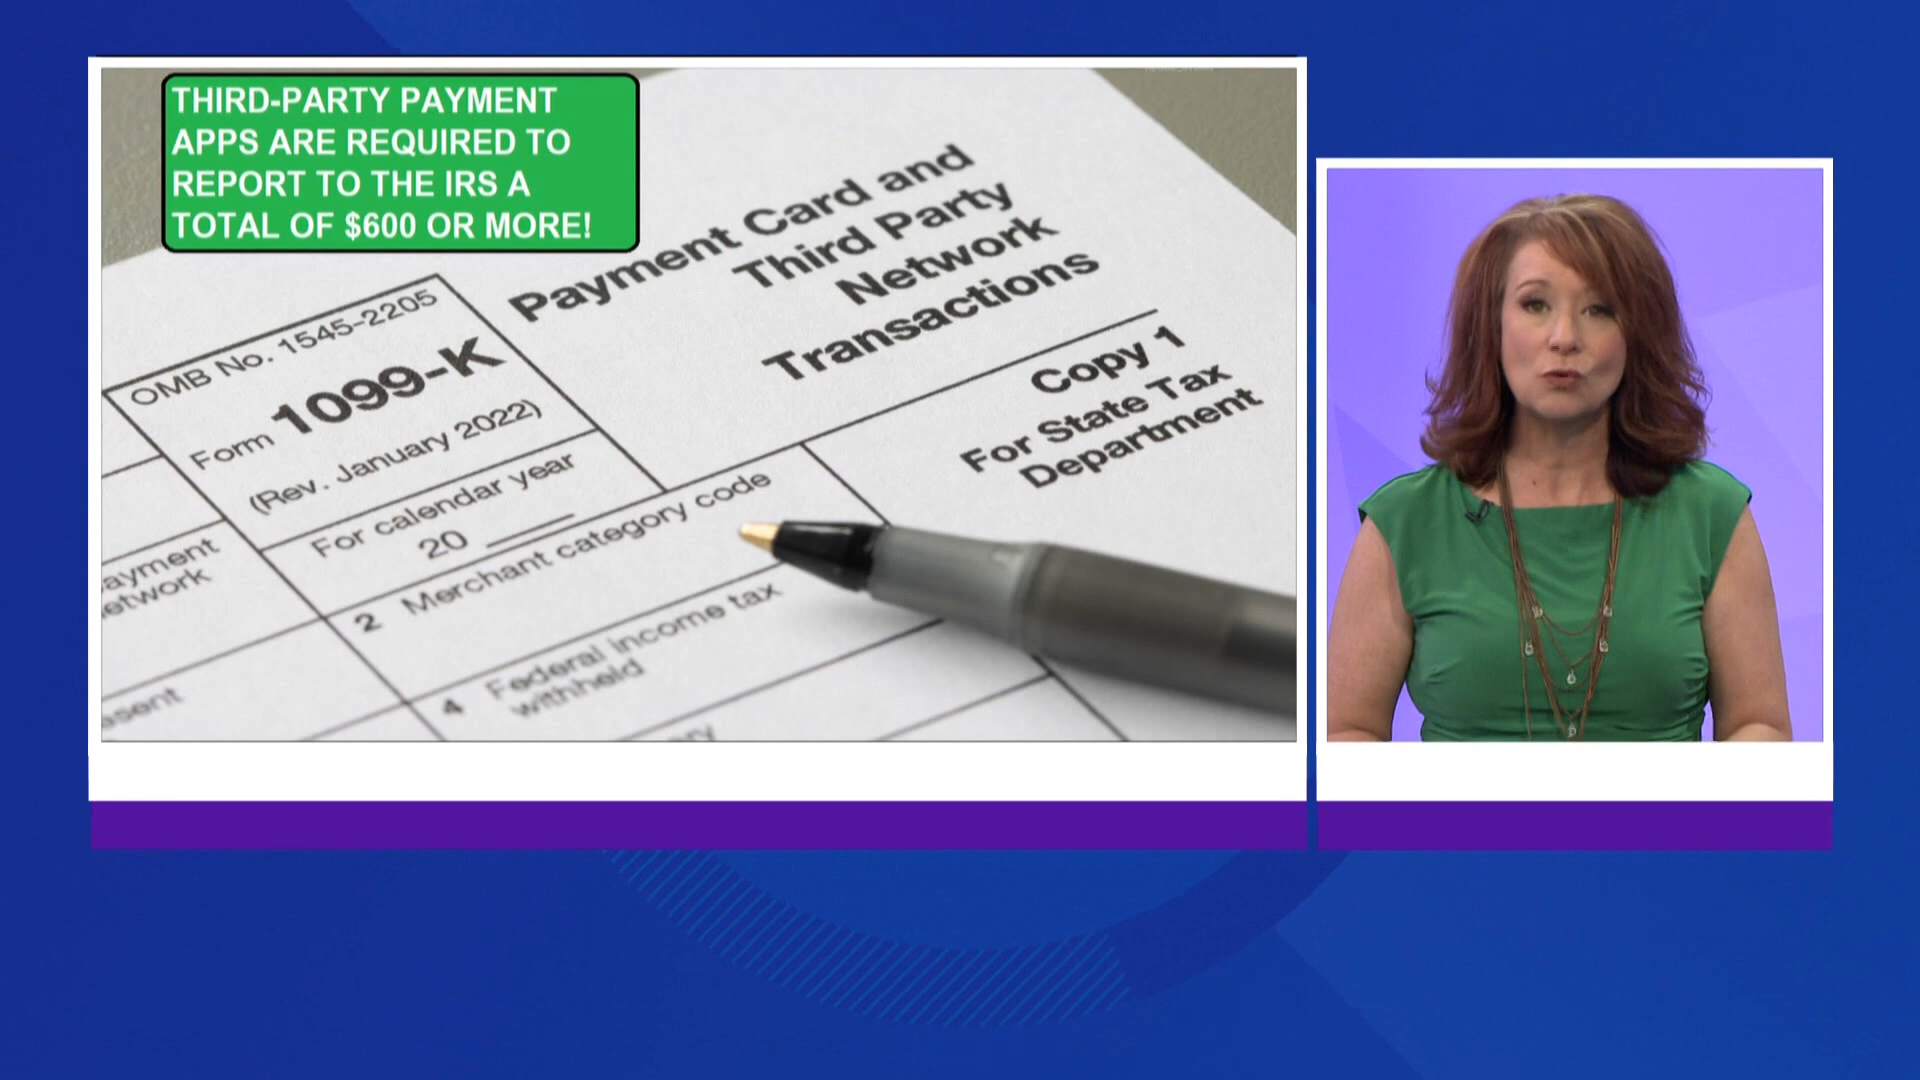 THIRD-PARTY PAYMENT
APPS ARE REQUIRED TO
REPORT TO THE IRS A
TOTAL OF $600 OR MORE!
OMB No. 1545-2205
Form 1099-K
(Rev. January 2022)
For calendar year
20
Payment Card and
Third Party
Network
Transactions
Copy 1
For State Tax
Department
2 Merchant category code
4 Federal income tax
withheld